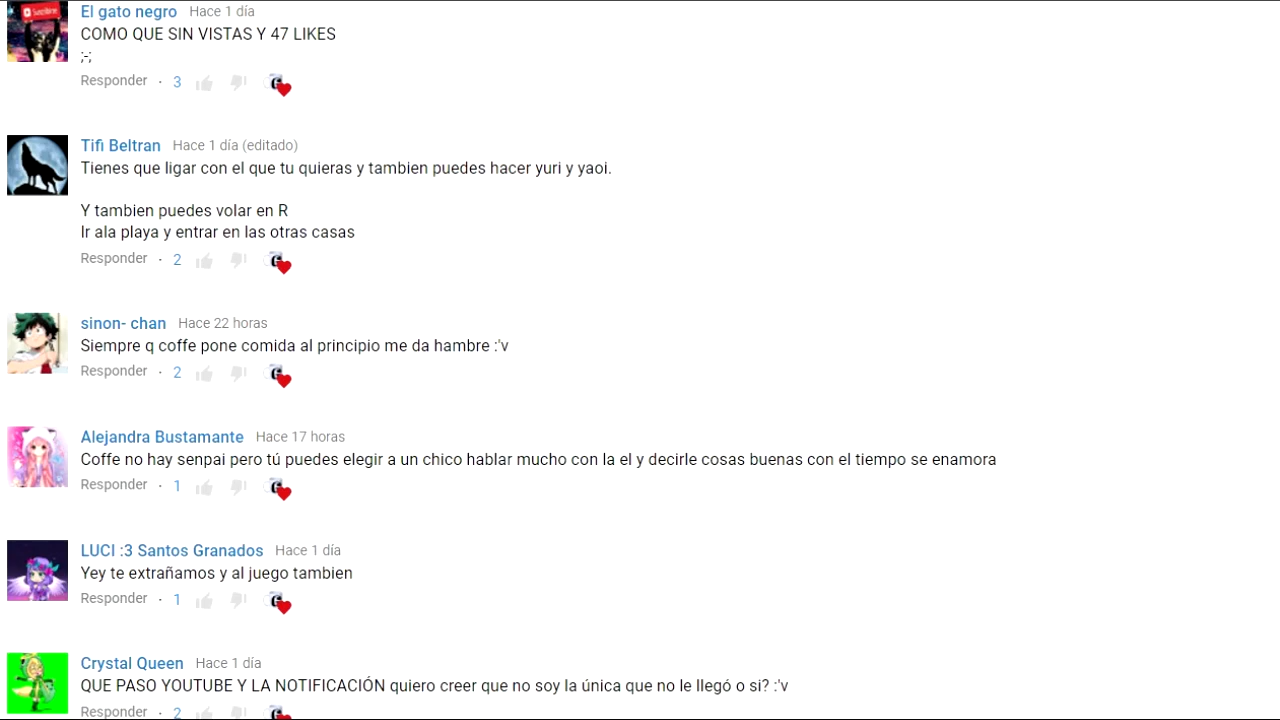 El gato negro Hace 1 día
COMO QUE SIN VISTAS Y 47 LIKES
;-;
Responder · 3
Tifi Beltran Hace 1 día (editado)
Tienes que ligar con el que tu quieras y tambien puedes hacer yuri y yaoi.
Y tambien puedes volar en R
Ir ala playa y entrar en las otras casas
Responder · 2
sinon- chan Hace 22 horas
Siempre q coffe pone comida al principio me da hambre :'v
Responder · 2
Alejandra Bustamante Hace 17 horas
Coffe no hay senpai pero tú puedes elegir a un chico hablar mucho con la el y decirle cosas buenas con el tiempo se enamora
Responder · 1
LUCI :3 Santos Granados Hace 1 día
Yey te extrañamos y al juego tambien
Responder · 1
Crystal Queen Hace 1 día
QUE PASO YOUTUBE Y LA NOTIFICACIÓN quiero creer que no soy la única que no le llegó o si? :'v
Responder · 2